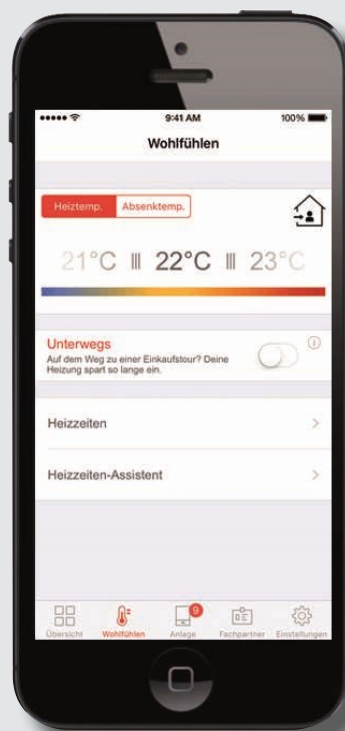 9:41 AM
100%
Wohlfühlen
Heiztemp.
Absenktemp.
21°C
22°C
23°C
Unterwegs
Auf dem Weg zu einer Einkaufstour? Deine
Heizung spart so lange ein.
Heizzeiten
Heizzeiten-Assistent
9
Übersicht
Wohlfühlen
Anlage
Fachpartner
Einstellungen